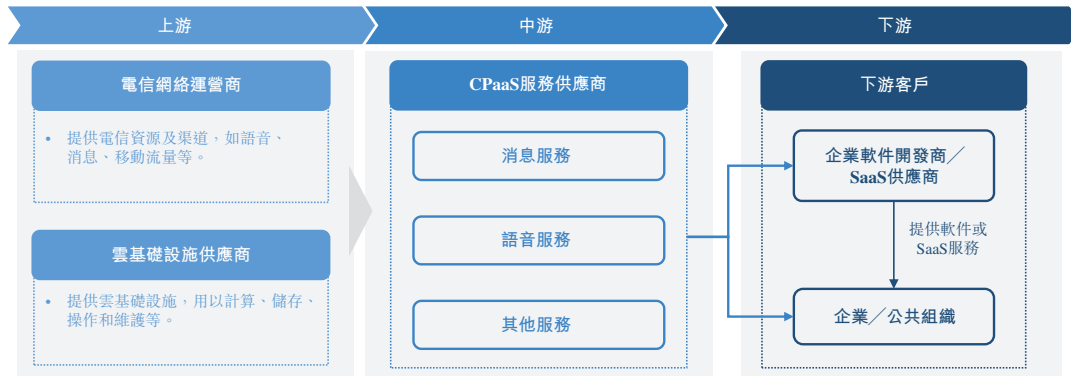 上游
中游
下游
電信網絡運營商
• 提供電信資源及渠道，如語音、
消息、移動流量等。
雲基礎設施供應商
• 提供雲基礎設施，用以計算、儲存、
操作和維護等。
CPaaS服務供應商
消息服務
語音服務
其他服務
下游客戶
企業軟件開發商／
SaaS供應商
提供軟件或
SaaS服務
企業／公共組織